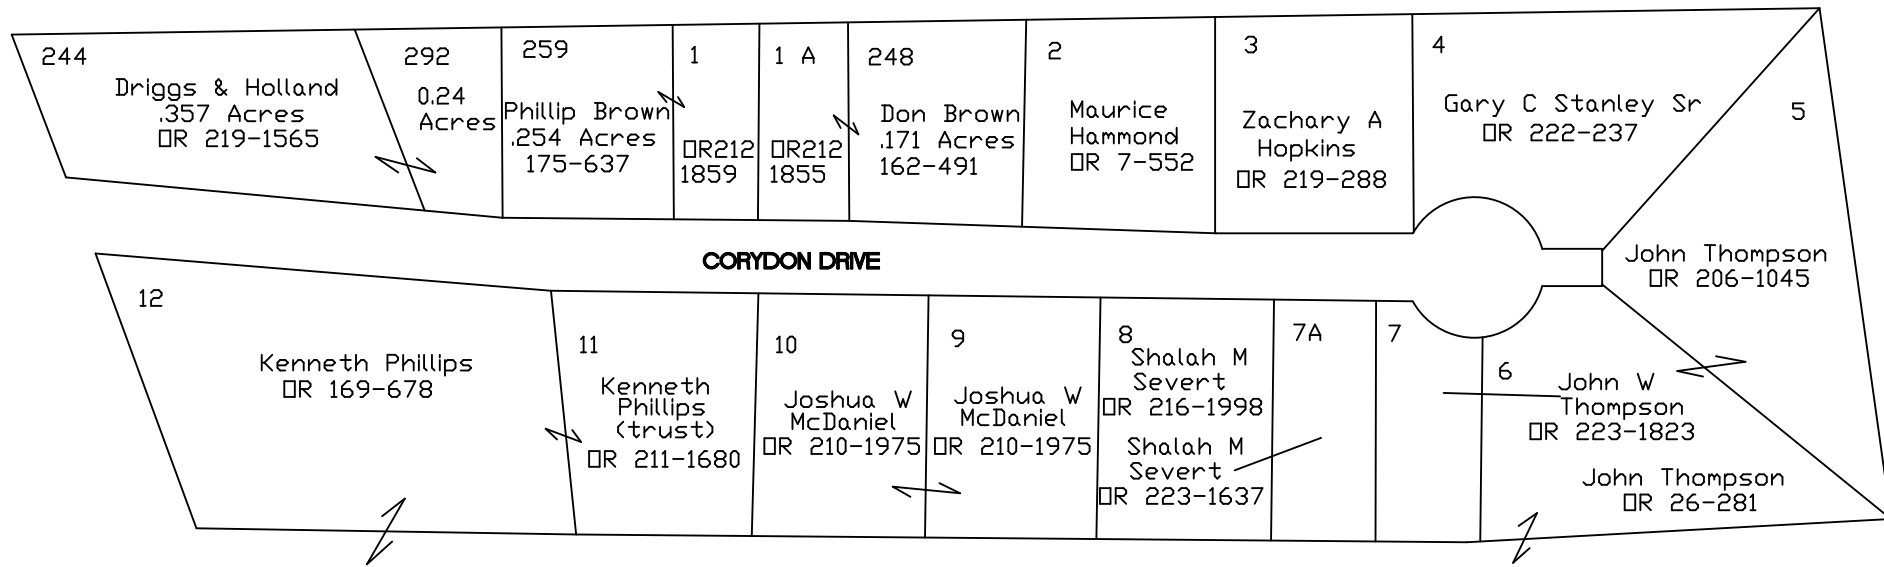 244
Driggs & Holland
.357 Acres
OR 219-1565
292
0.24
Acres
259
Phillip Brown
.254 Acres
175-637
1
OR212
1859
1 A
OR212
1855
248
Don Brown
.171 Acres
162-491
2
Maurice
Hammond
OR 7-552
3
Zachary A
Hopkins
OR 219-288
4
Gary C Stanley Sr
OR 222-237
5
John Thompson
OR 206-1045
CORYDON DRIVE
12
Kenneth Phillips
OR 169-678
11
Kenneth
Phillips
(trust)
OR 211-1680
10
Joshua W
McDaniel
OR 210-1975
9
Joshua W
McDaniel
OR 210-1975
8
Shalah M
Severt
OR 216-1998
Shalah M
Severt
OR 223-1637
7A
7
6
John W
Thompson
OR 223-1823
John Thompson
OR 26-281